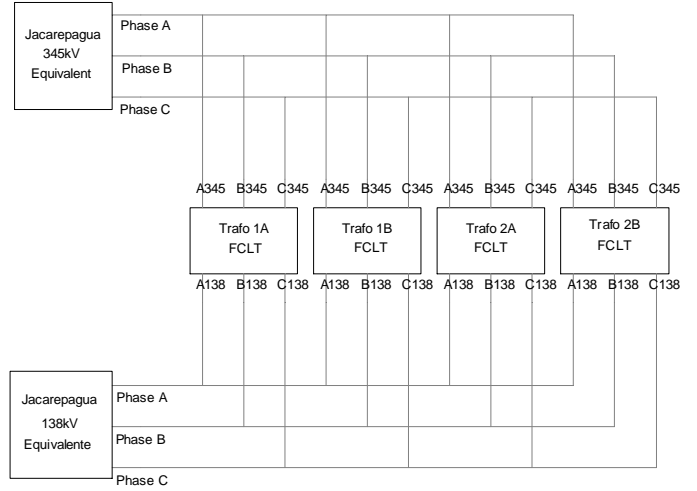 Jacarepagua
345kV
Equivalent
Phase A
Phase B
Phase C
A345 B345 C345 A345 B345 C345 A345 B345 C345 A345 B345 C345
Trafo 1A
FCLT
Trafo 1B
FCLT
Trafo 2A
FCLT
Trafo 2B
FCLT
A138 B138 C138 A138 B138 C138 A138 B138 C138 A138 B138 C138
Jacarepagua
138kV
Equivalente
Phase A
Phase B
Phase C